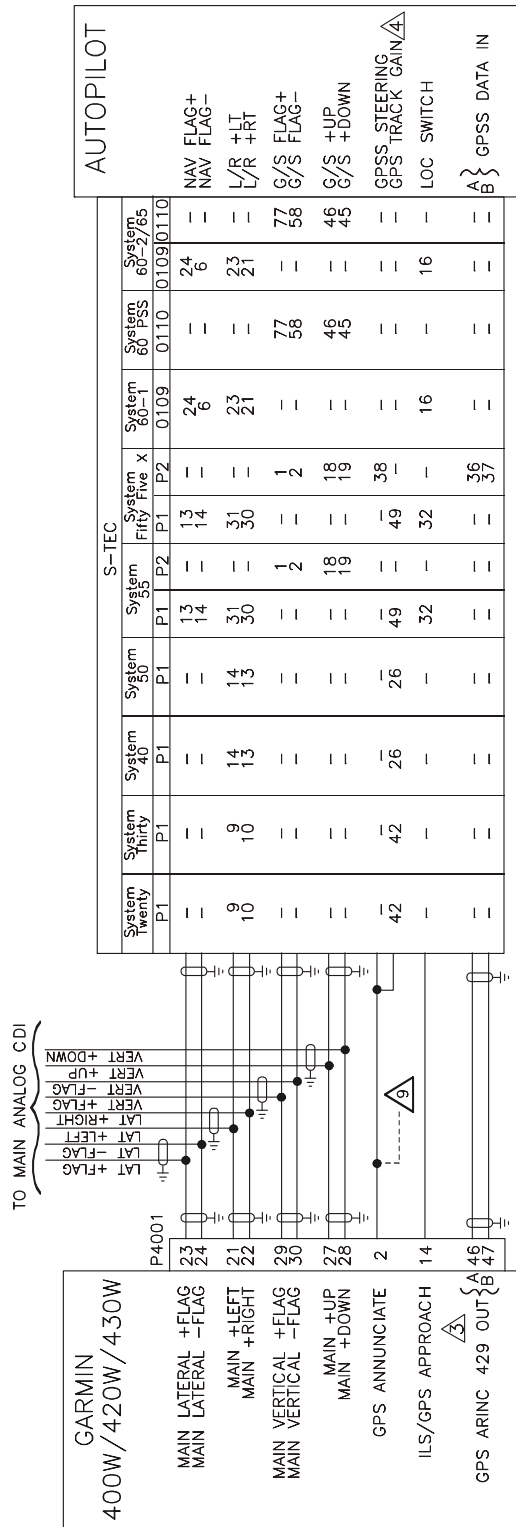 GARMIN
400W/420W/430W
P4001
MAIN LATERAL +FLAG 23
MAIN LATERAL -FLAG 24
MAIN +LEFT 21
MAIN +RIGHT 22
MAIN VERTICAL +FLAG 29
MAIN VERTICAL -FLAG 30
MAIN +UP 27
MAIN +DOWN 28
GPS ANNUNCIATE 2
ILS/GPS APPROACH 14
3
GPS ARINC 429 OUT A 46
B 47
TO MAIN ANALOG CDI
LAT +FLAG
LAT -FLAG
LAT +LEFT
LAT +RIGHT
VERT +FLAG
VERT -FLAG
VERT +UP
VERT +DOWN
9
S-TEC
System Twenty System Thirty System 40 System 50 System 55 System Fifty Five X System 60-1 System 60 PSS System 60-2/65
P1 P1 P1 P1 P1 P2 P1 P2 0109 0110 0109 0110
- - - - 13 - 13 - 24 - 24 -
- - - - 14 - 14 - 6 - 6 -
9 9 14 14 31 - 31 - 23 - 23 -
10 10 13 13 30 - 30 - 21 - 21 -
- - - - - 1 - 1 - 77 - 77
- - - - - 2 - 2 - 58 - 58
- - - - - 18 - 18 - 46 - 46
- - - - - 19 - 19 - 45 - 45
- - - - - - - 38 - - - -
42 42 26 26 49 - 49 - - - - -
- - - - 32 - 32 - 16 - 16 -
- - - - - - - 36 - - - -
- - - - - - - 37 - - - -
AUTOPILOT
NAV FLAG+
NAV FLAG-
L/R +LT
L/R +RT
G/S FLAG+
G/S FLAG-
G/S +UP
G/S +DOWN
GPSS STEERING
GPS TRACK GAIN 4
LOC SWITCH
A
B GPSS DATA IN